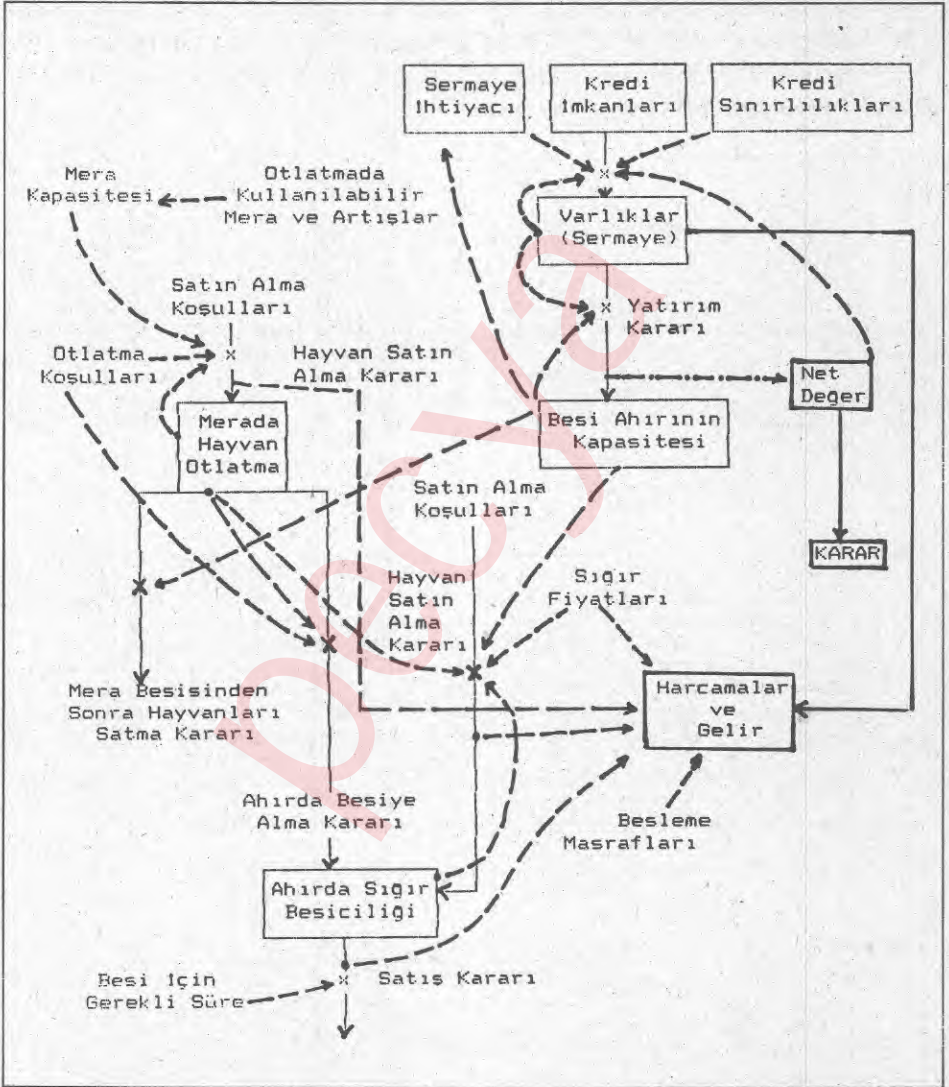 Sermaye
İhtiyacı
Kredi
İmkanları
Kredi
Sınırlılıkları
Mera
Kapasitesi
Otlatmada
Kullanılabilir
Mera ve Artışlar
Varlıklar
(Sermaye)
Satın Alma
Koşulları
Yatırım
Kararı
Otlatma
Koşulları
Hayvan Satın
Alma Kararı
Net
Değer
Merada
Hayvan
Otlatma
Besi Ahırının
Kapasitesi
Satın Alma
Koşulları
KARAR
Hayvan
Satın
Alma
Kararı
Sığır
Fiyatları
Mera Besisinden
Sonra Hayvanları
Satma Kararı
Harcamalar
ve
Gelir
Ahırda Besiye
Alma Kararı
Besleme
Masrafları
Ahırda Sığır
Besiciliği
Besi İçin
Gerekli Süre
Satış Kararı
pecya